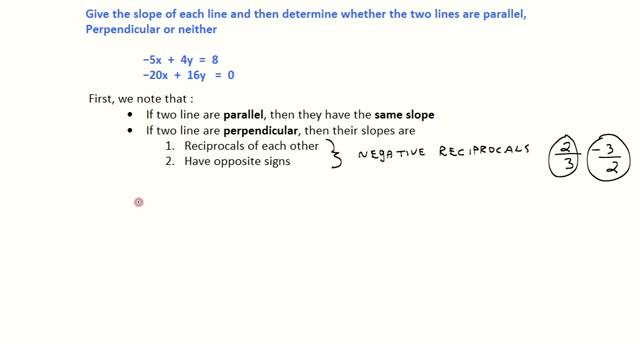 Give the slope of each line and then determine whether the two lines are parallel,
Perpendicular or neither
−5x + 4y = 8
−20x + 16y = 0
First, we note that :
• If two line are parallel, then they have the same slope
• If two line are perpendicular, then their slopes are
1. Reciprocals of each other
2. Have opposite signs
} NEGATIVE RECIPROCALS 2/3 -3/2